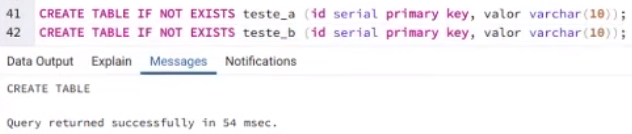 41 CREATE TABLE IF NOT EXISTS teste_a (id serial primary key, valor varchar(10));
42 CREATE TABLE IF NOT EXISTS teste_b (id serial primary key, valor varchar(10));
Data Output Explain Messages Notifications
CREATE TABLE
Query returned successfully in 54 msec.